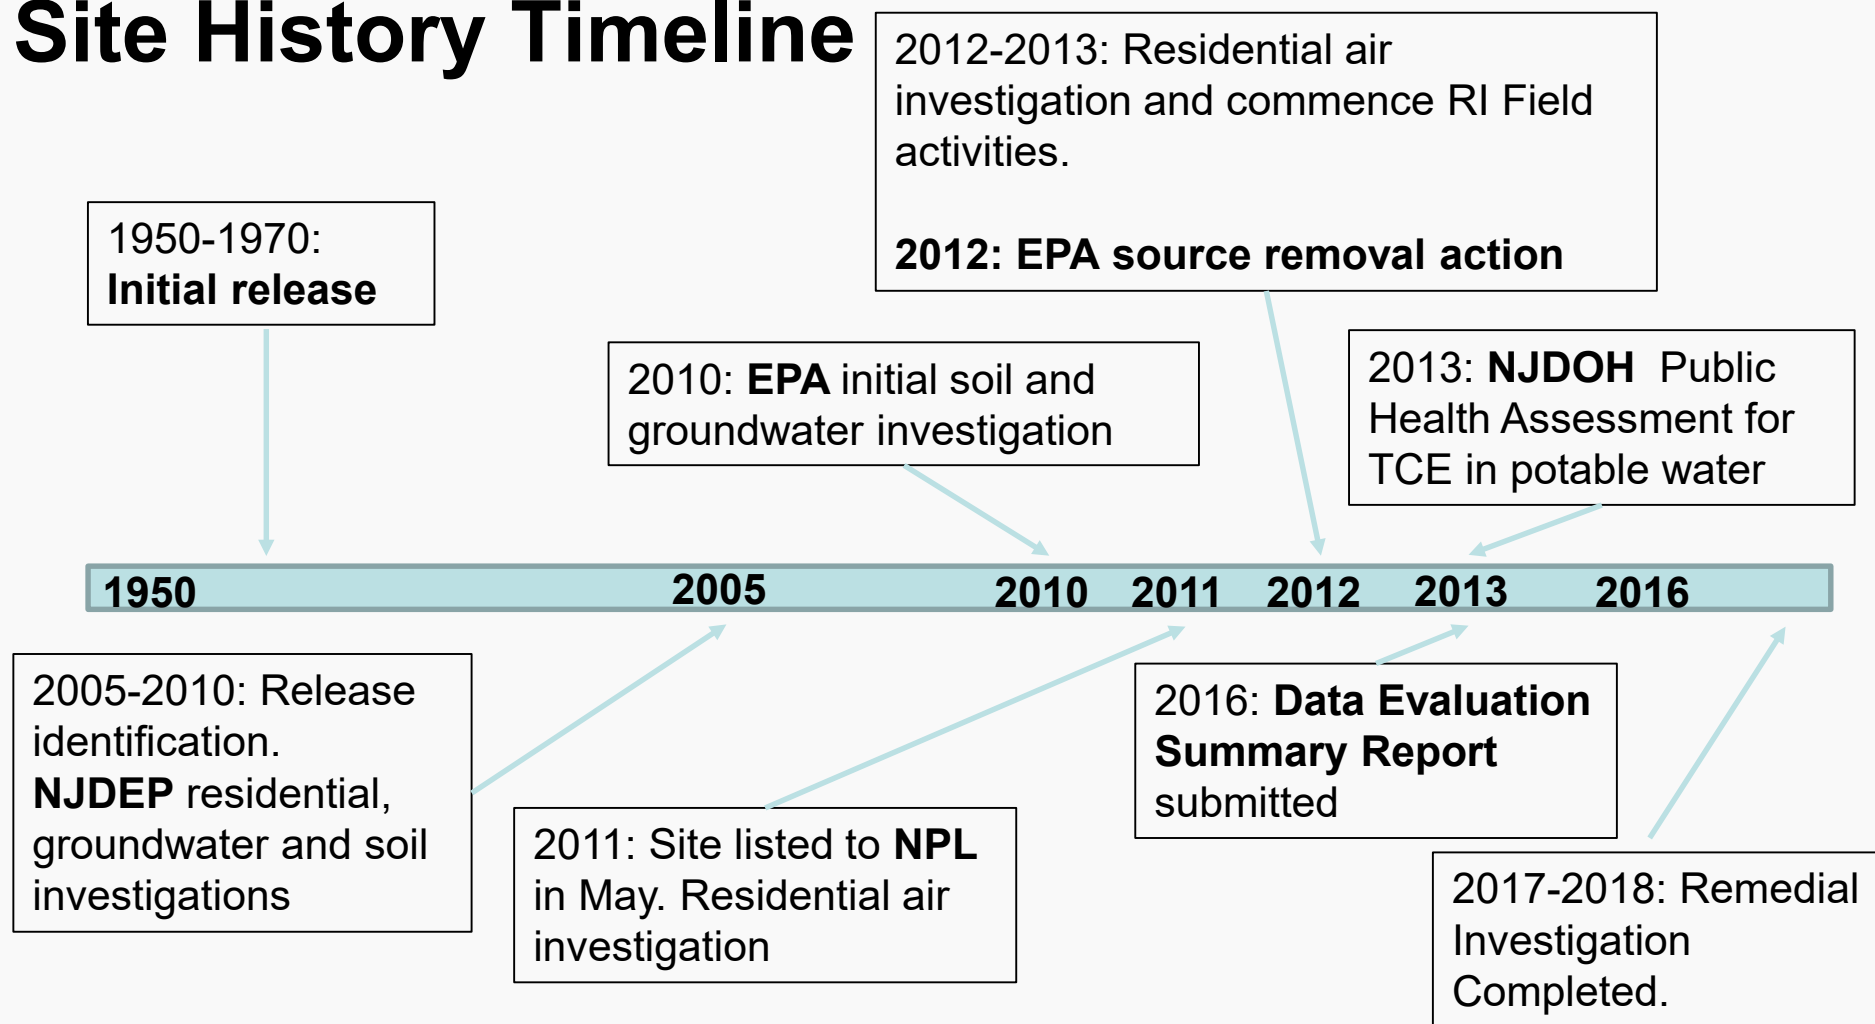 Site History Timeline
2012-2013: Residential air
investigation and commence RI Field
activities.
2012: EPA source removal action
1950-1970:
Initial release
2010: EPA initial soil and
groundwater investigation
2013: NJDOH Public
Health Assessment for
TCE in potable water
1950 2005 2010 2011 2012 2013 2016
2005-2010: Release
identification.
NJDEP residential,
groundwater and soil
investigations
2011: Site listed to NPL
in May. Residential air
investigation
2016: Data Evaluation
Summary Report
submitted
2017-2018: Remedial
Investigation
Completed.